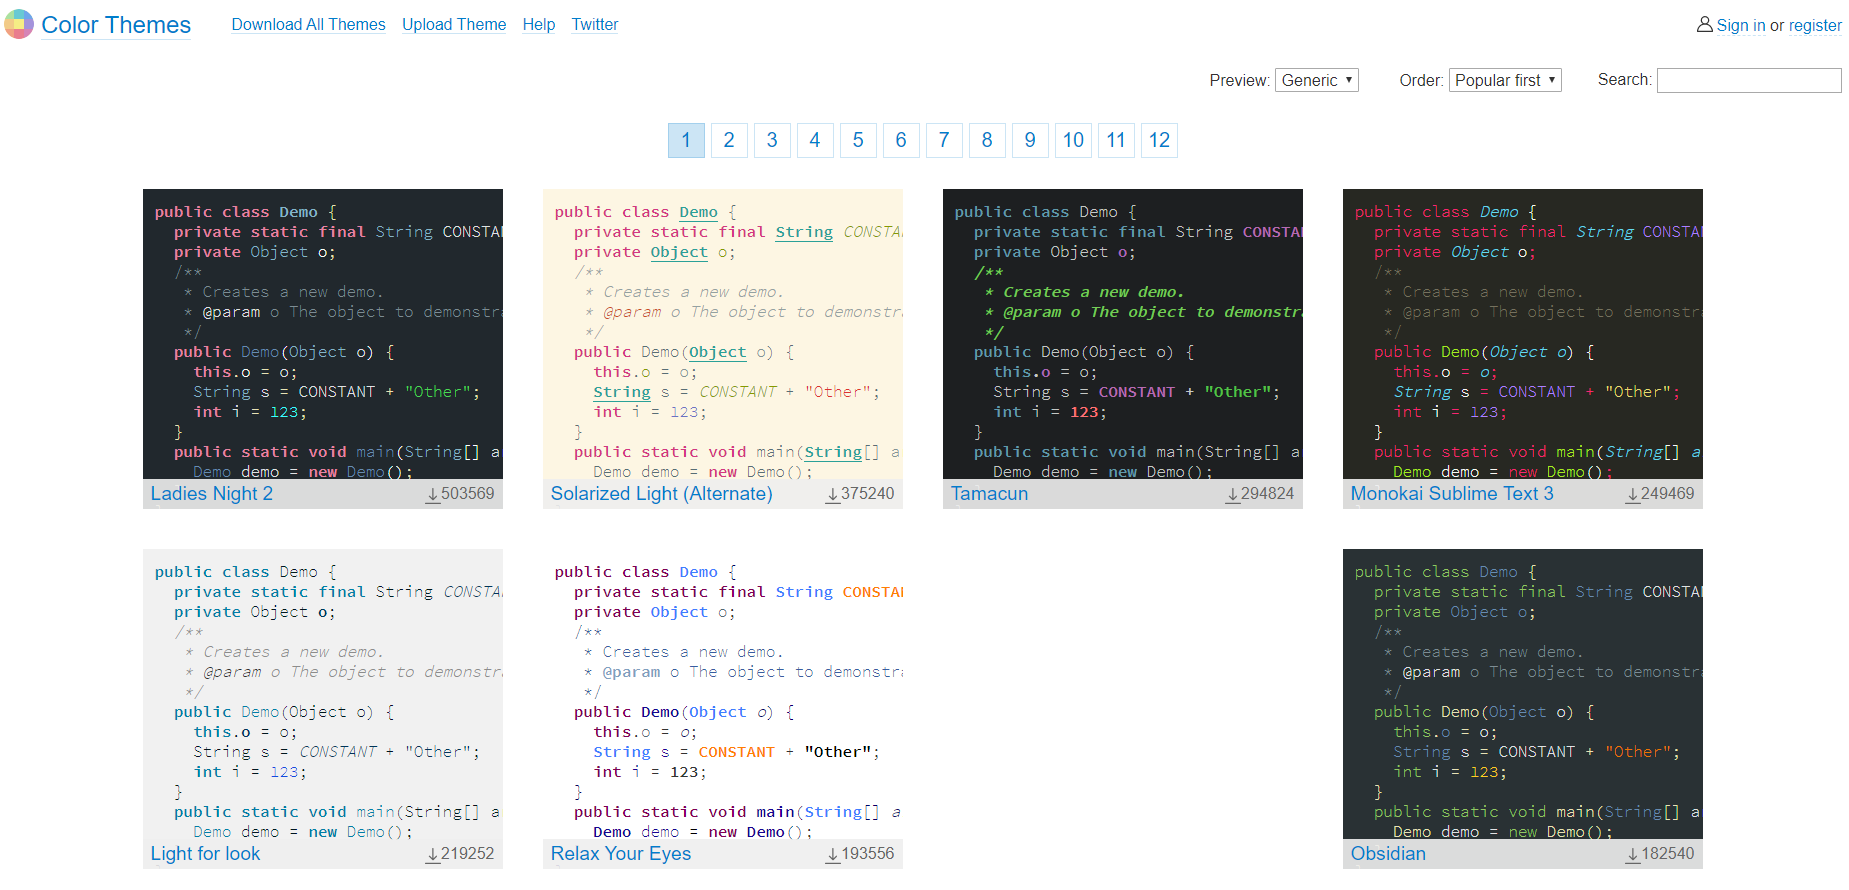 Color Themes
Download All Themes Upload Theme Help Twitter
Sign in or register
Preview: Generic Order: Popular first Search:
1 2 3 4 5 6 7 8 9 10 11 12
public class Demo {
private static final String CONSTA
private Object o;
/**
* Creates a new demo.
* @param o The object to demonstra
*/
public Demo(Object o) {
this.o = o;
String s = CONSTANT + "Other";
int i = 123;
}
public static void main(String[] a
Demo demo = new Demo();
Ladies Night 2 503569
public class Demo {
private static final String CONSTA
private Object o;
/**
* Creates a new demo.
* @param o The object to demonstra
*/
public Demo(Object o) {
this.o = o;
String s = CONSTANT + "Other";
int i = 123;
}
public static void main(String[] a
Demo demo = new Demo();
Solarized Light (Alternate) 375240
public class Demo {
private static final String CONSTA
private Object o;
/**
* Creates a new demo.
* @param o The object to demonstra
*/
public Demo(Object o) {
this.o = o;
String s = CONSTANT + "Other";
int i = 123;
}
public static void main(String[] a
Demo demo = new Demo();
Tamacun 294824
public class Demo {
private static final String CONSTA
private Object o;
/**
* Creates a new demo.
* @param o The object to demonstra
*/
public Demo(Object o) {
this.o = o;
String s = CONSTANT + "Other";
int i = 123;
}
public static void main(String[] a
Demo demo = new Demo();
Monokai Sublime Text 3 249469
public class Demo {
private static final String CONSTA
private Object o;
/**
* Creates a new demo.
* @param o The object to demonstra
*/
public Demo(Object o) {
this.o = o;
String s = CONSTANT + "Other";
int i = 123;
}
public static void main(String[] a
Demo demo = new Demo();
Light for look 219252
public class Demo {
private static final String CONSTA
private Object o;
/**
* Creates a new demo.
* @param o The object to demonstra
*/
public Demo(Object o) {
this.o = o;
String s = CONSTANT + "Other";
int i = 123;
}
public static void main(String[] a
Demo demo = new Demo();
Relax Your Eyes 193556
public class Demo {
private static final String CONSTA
private Object o;
/**
* Creates a new demo.
* @param o The object to demonstra
*/
public Demo(Object o) {
this.o = o;
String s = CONSTANT + "Other";
int i = 123;
}
public static void main(String[] a
Demo demo = new Demo();
Obsidian 182540